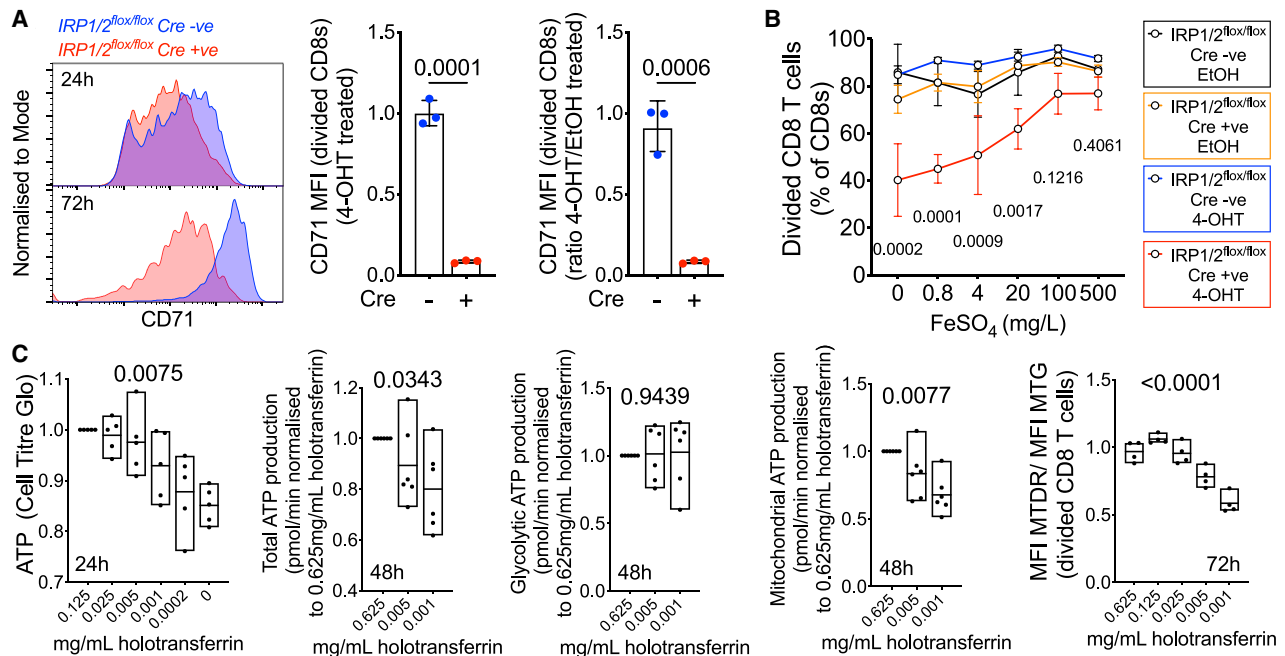 A
IRP1/2flox/flox Cre -ve
IRP1/2flox/flox Cre +ve
24h
72h
Normalised to Mode
CD71
CD71 MFI (divided CD8s)
(4-OHT treated)
0.0001
1.5
1.0
0.5
0.0
Cre - +
CD71 MFI (divided CD8s)
(ratio 4-OHT/EtOH treated)
0.0006
1.5
1.0
0.5
0.0
Cre - +
B
Divided CD8 T cells
(% of CD8s)
100
80
60
40
20
0
0.0002
0.0001
0.0009
0.0017
0.1216
0.4061
0 0.8 4 20 100 500
FeSO4 (mg/L)
IRP1/2flox/flox
Cre -ve
EtOH
IRP1/2flox/flox
Cre +ve
EtOH
IRP1/2flox/flox
Cre -ve
4-OHT
IRP1/2flox/flox
Cre +ve
4-OHT
C
ATP (Cell Titre Glo)
0.0075
1.1
1.0
0.9
0.8
0.7
24h
0.125 0.025 0.005 0.001 0.0002 0
mg/mL holotransferrin
Total ATP production
(pmol/min normalised
to 0.625mg/mL holotransferrin)
0.0343
1.2
1.0
0.8
0.6
0.4
48h
0.625 0.005 0.001
mg/mL holotransferrin
Glycolytic ATP production
(pmol/min normalised
to 0.625mg/mL holotransferrin)
0.9439
1.5
1.0
0.5
0.0
48h
0.625 0.005 0.001
mg/mL holotransferrin
Mitochondrial ATP production
(pmol/min normalised
to 0.625mg/mL holotransferrin)
0.0077
1.5
1.0
0.5
0.0
48h
0.625 0.005 0.001
mg/mL holotransferrin
MFI MTDR/ MFI MTG
(divided CD8 T cells)
<0.0001
1.5
1.0
0.5
0.0
72h
0.625 0.125 0.025 0.005 0.001
mg/mL holotransferrin